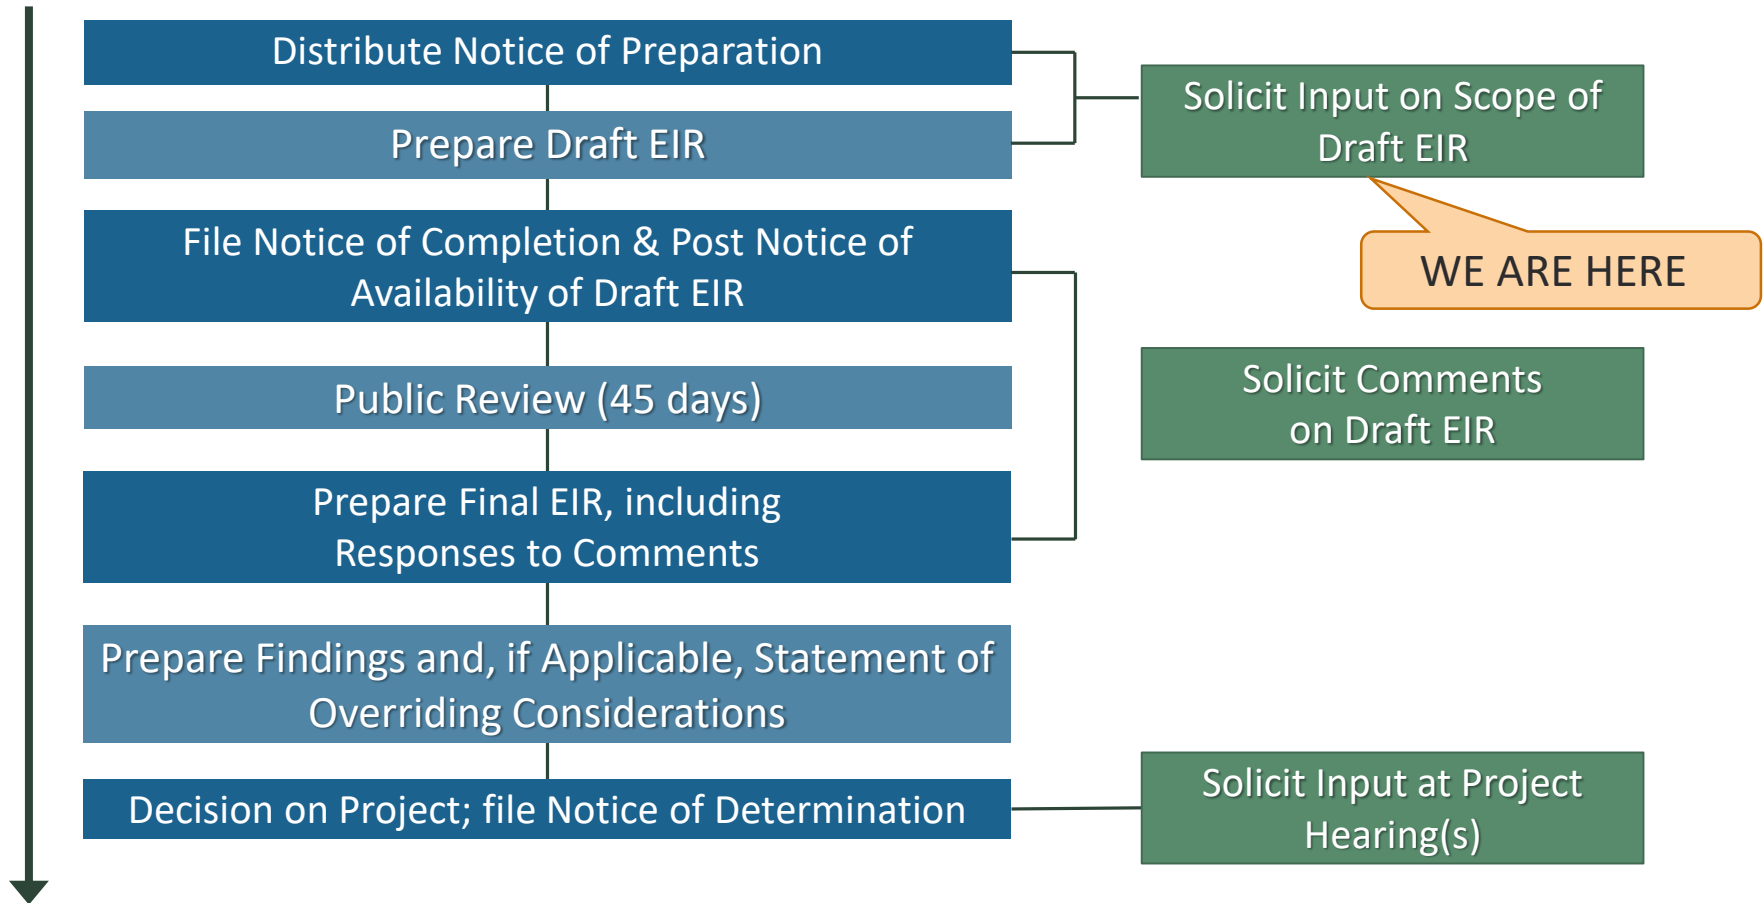 Distribute Notice of Preparation
Prepare Draft EIR
Solicit Input on Scope of
Draft EIR
WE ARE HERE
File Notice of Completion & Post Notice of
Availability of Draft EIR
Public Review (45 days)
Solicit Comments
on Draft EIR
Prepare Final EIR, including
Responses to Comments
Prepare Findings and, if Applicable, Statement of
Overriding Considerations
Decision on Project; file Notice of Determination
Solicit Input at Project
Hearing(s)